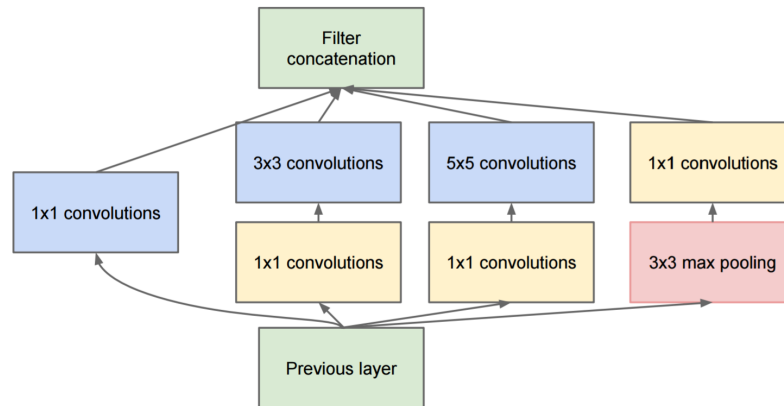 Filter
concatenation
3x3 convolutions
5x5 convolutions
1x1 convolutions
1x1 convolutions
1x1 convolutions
1x1 convolutions
3x3 max pooling
Previous layer